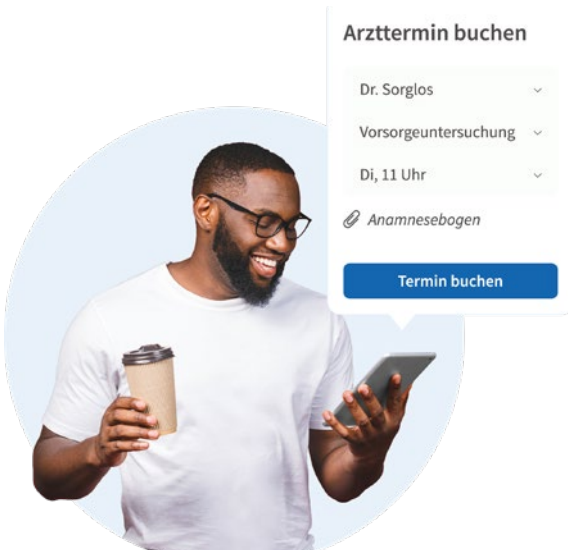 Arzttermin buchen
Dr. Sorglos
Vorsorgeuntersuchung
Di, 11 Uhr
Anamnesebogen
Termin buchen